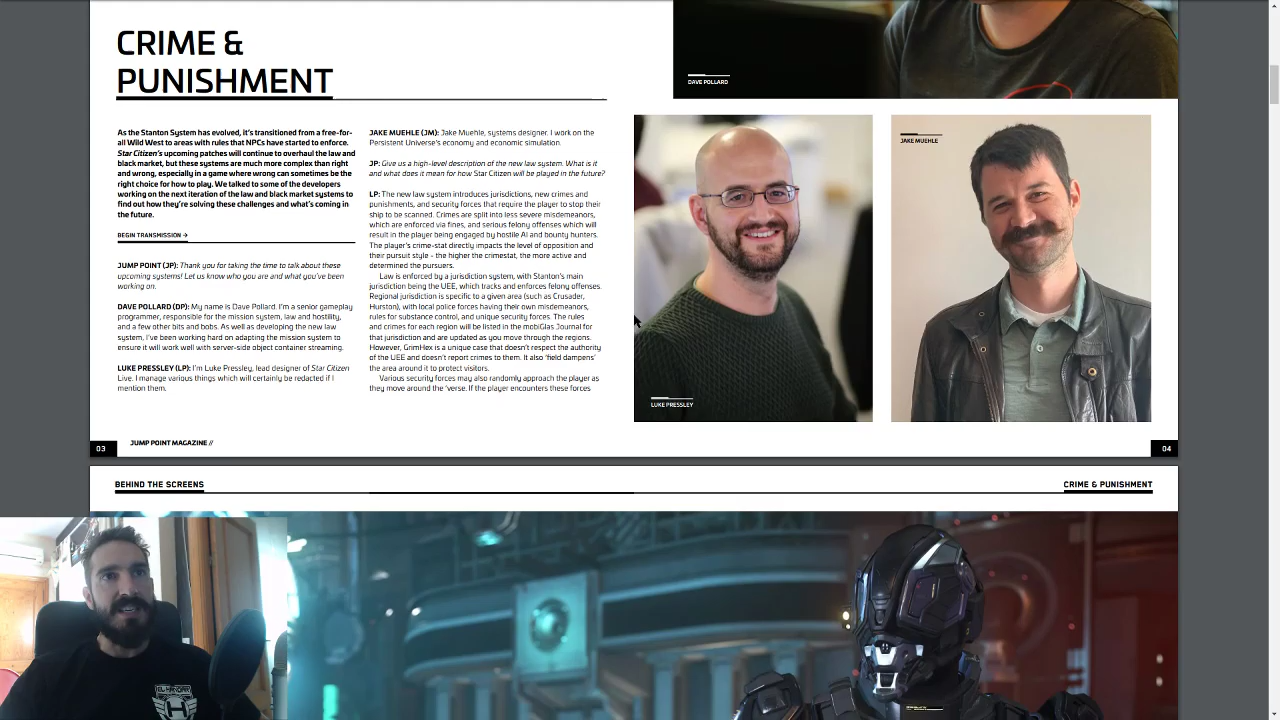 CRIME &
PUNISHMENT
DAVE POLLARD
As the Stanton System has evolved, it's transitioned from a free-for-
all Wild West to areas with rules that NPCs have started to enforce.
Star Citizen's upcoming patches will continue to overhaul the law and
black market, but these systems are much more complex than right
and wrong, especially in a game where wrong can sometimes be the
right choice for how to play. We talked to some of the developers
working on the next iteration of the law and black market systems to
find out how they're solving these challenges and what's coming in
the future.
BEGIN TRANSMISSION →
JUMP POINT (JP): Thank you for taking the time to talk about these
upcoming systems! Let us know who you are and what you've been
working on.
DAVE POLLARD (DP): My name is Dave Pollard. I'm a senior gameplay
programmer, responsible for the mission system, law and hostility,
and a few other bits and bobs. As well as developing the new law
system, I've been working hard on adapting the mission system to
ensure it will work well with server-side object container streaming.
LUKE PRESSLEY (LP): I'm Luke Pressley, lead designer of Star Citizen
Live. I manage various things which will certainly be redacted if I
mention them.
JAKE MUEHLE (JM): Jake Muehle, systems designer. I work on the
Persistent Universe's economy and economic simulation.
JP: Give us a high-level description of the new law system. What is it
and what does it mean for how Star Citizen will be played in the future?
LP: The new law system introduces jurisdictions, new crimes and
punishments, and security forces that require the player to stop their
ship to be scanned. Crimes are split into less severe misdemeanors,
which are enforced via fines, and serious felony offenses which will
result in the player being engaged by hostile AI and bounty hunters.
The player's crime-stat directly impacts the level of opposition and
their pursuit style - the higher the crimestat, the more active and
determined the pursuers.
Law is enforced by a jurisdiction system, with Stanton's main
jurisdiction being the UEE, which tracks and enforces felony offenses.
Regional jurisdiction is specific to a given area (such as Crusader,
Hurston), with local police forces having their own misdemeanors,
rules for substance control, and unique security forces. The rules
and crimes for each region will be listed in the mobiGlas Journal for
that jurisdiction and are updated as you move through the regions.
However, GrimHex is a unique case that doesn't respect the authority
of the UEE and doesn't report crimes to them. It also 'field dampens'
the area around it to protect visitors.
Various security forces may also randomly approach the player as
they move around the 'verse. If the player encounters these forces
LUKE PRESSLEY
JAKE MUEHLE
03
JUMP POINT MAGAZINE //
04
BEHIND THE SCREENS
CRIME & PUNISHMENT